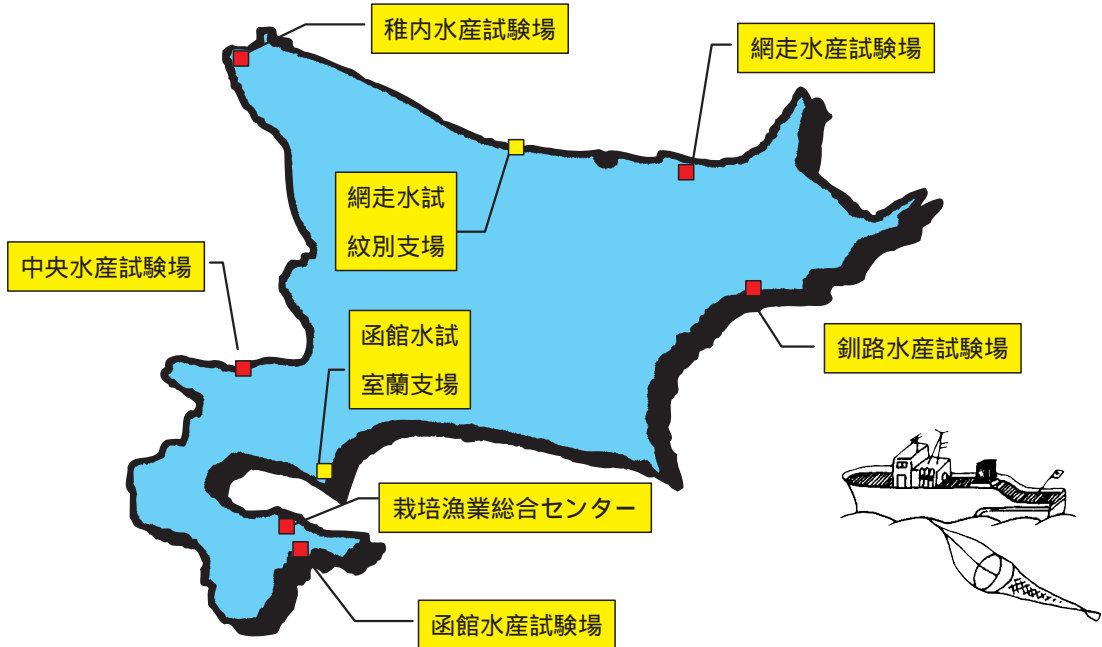 稚内水産試験場
網走水産試験場
網走水試
紋別支場
中央水産試験場
函館水試
室蘭支場
釧路水産試験場
栽培漁業総合センター
函館水産試験場